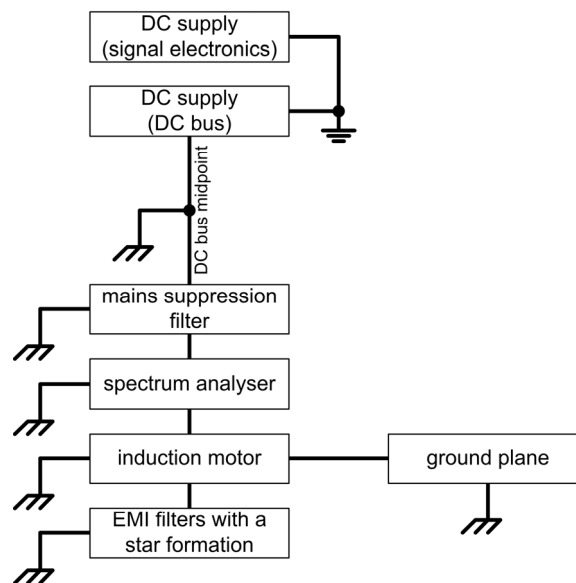 DC supply
(signal electronics)
DC supply
(DC bus)
DC bus midpoint
mains suppression
filter
spectrum analyser
induction motor
ground plane
EMI filters with a
star formation